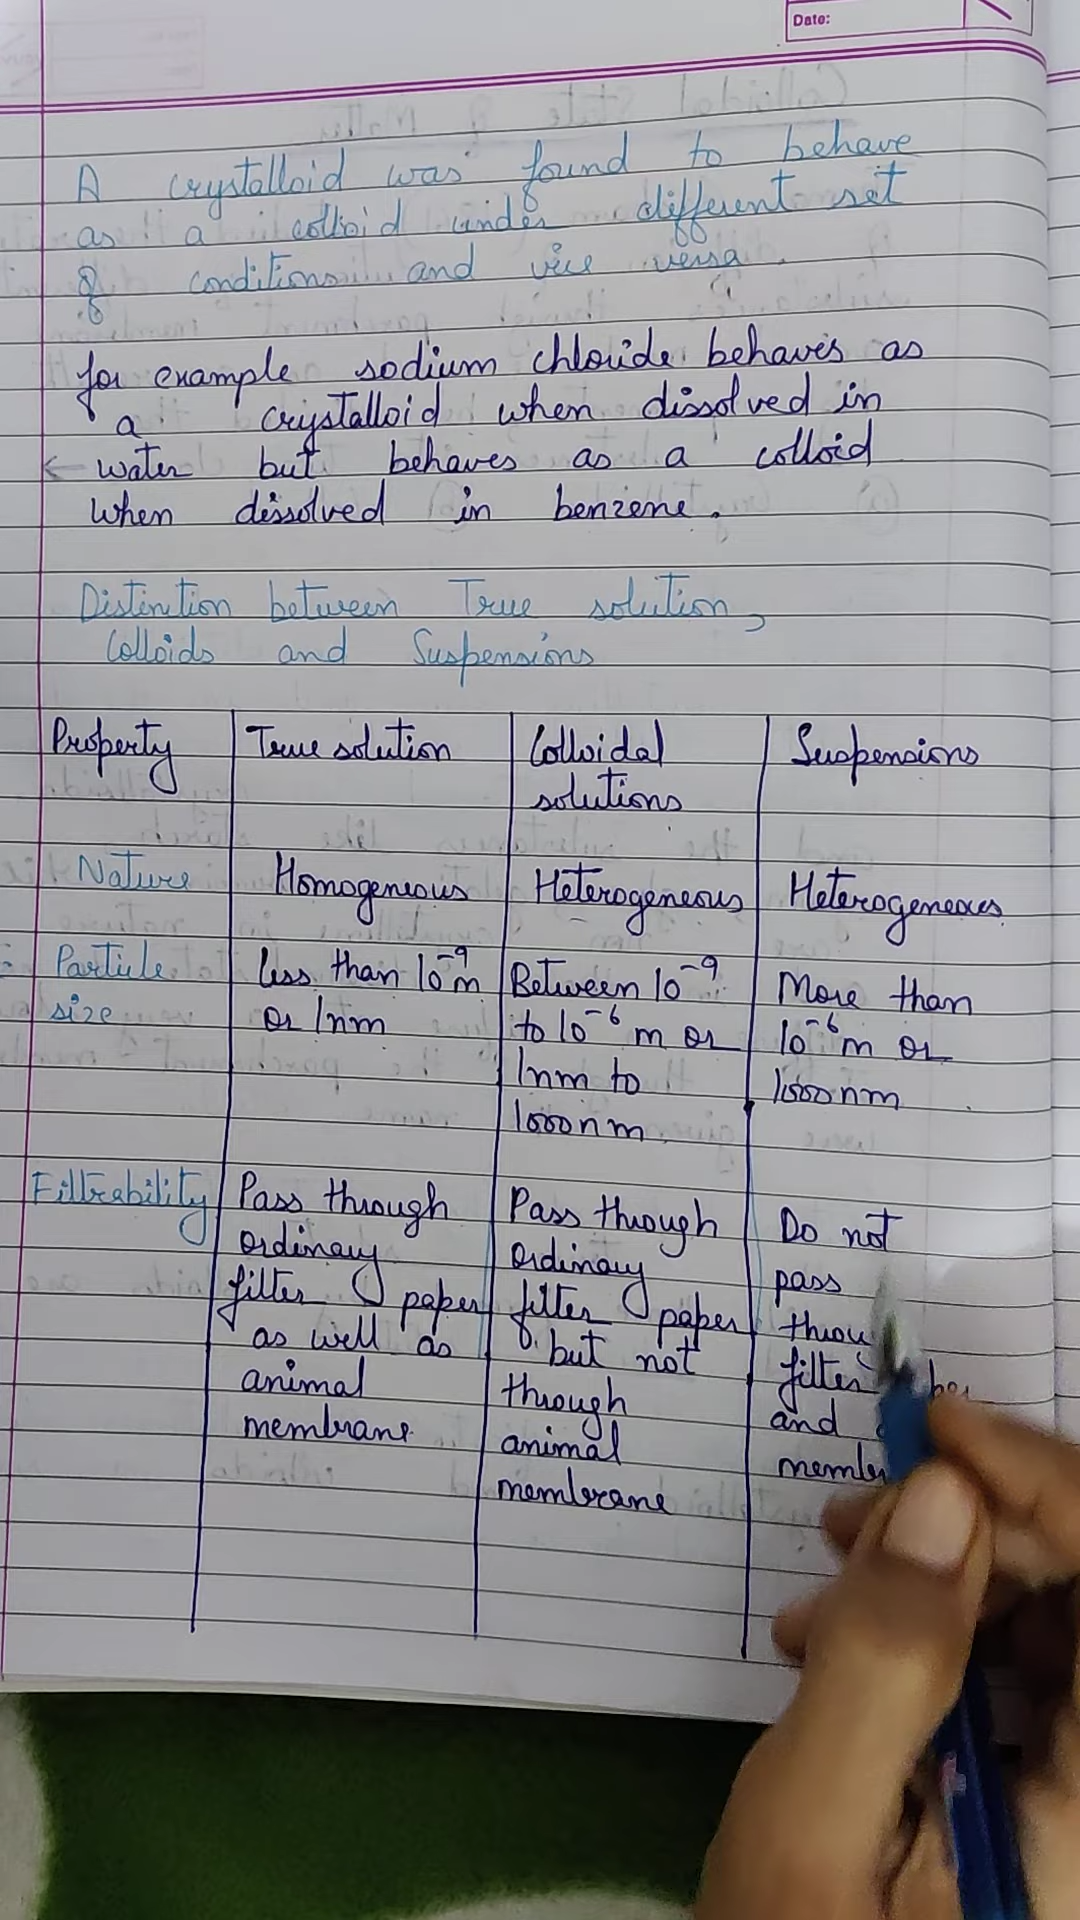 Date:
A crystalloid was found to behave
as a colloid under different set
of conditions and vice versa.
for example sodium chloride behaves as
a crystalloid when dissolved in
← water but behaves as a colloid
when dissolved in benzene.
Distinction between True solution,
Colloids and Suspensions
Property
True solution
Colloidal
solutions
Suspensions
Nature
Homogeneous
Heterogeneous
Heterogeneous
Particle
size
less than 10⁻⁹ m
or 1nm
Between 10⁻⁹
to 10⁻⁶ m or
1nm to
1000nm.
More than
10⁻⁶ m or
1000nm
Filtrability
Pass through
ordinary
filter paper
as well as
animal
membrane
Pass through
ordinary
filter paper
but not
through
animal
membrane
Do not
pass
filter
and